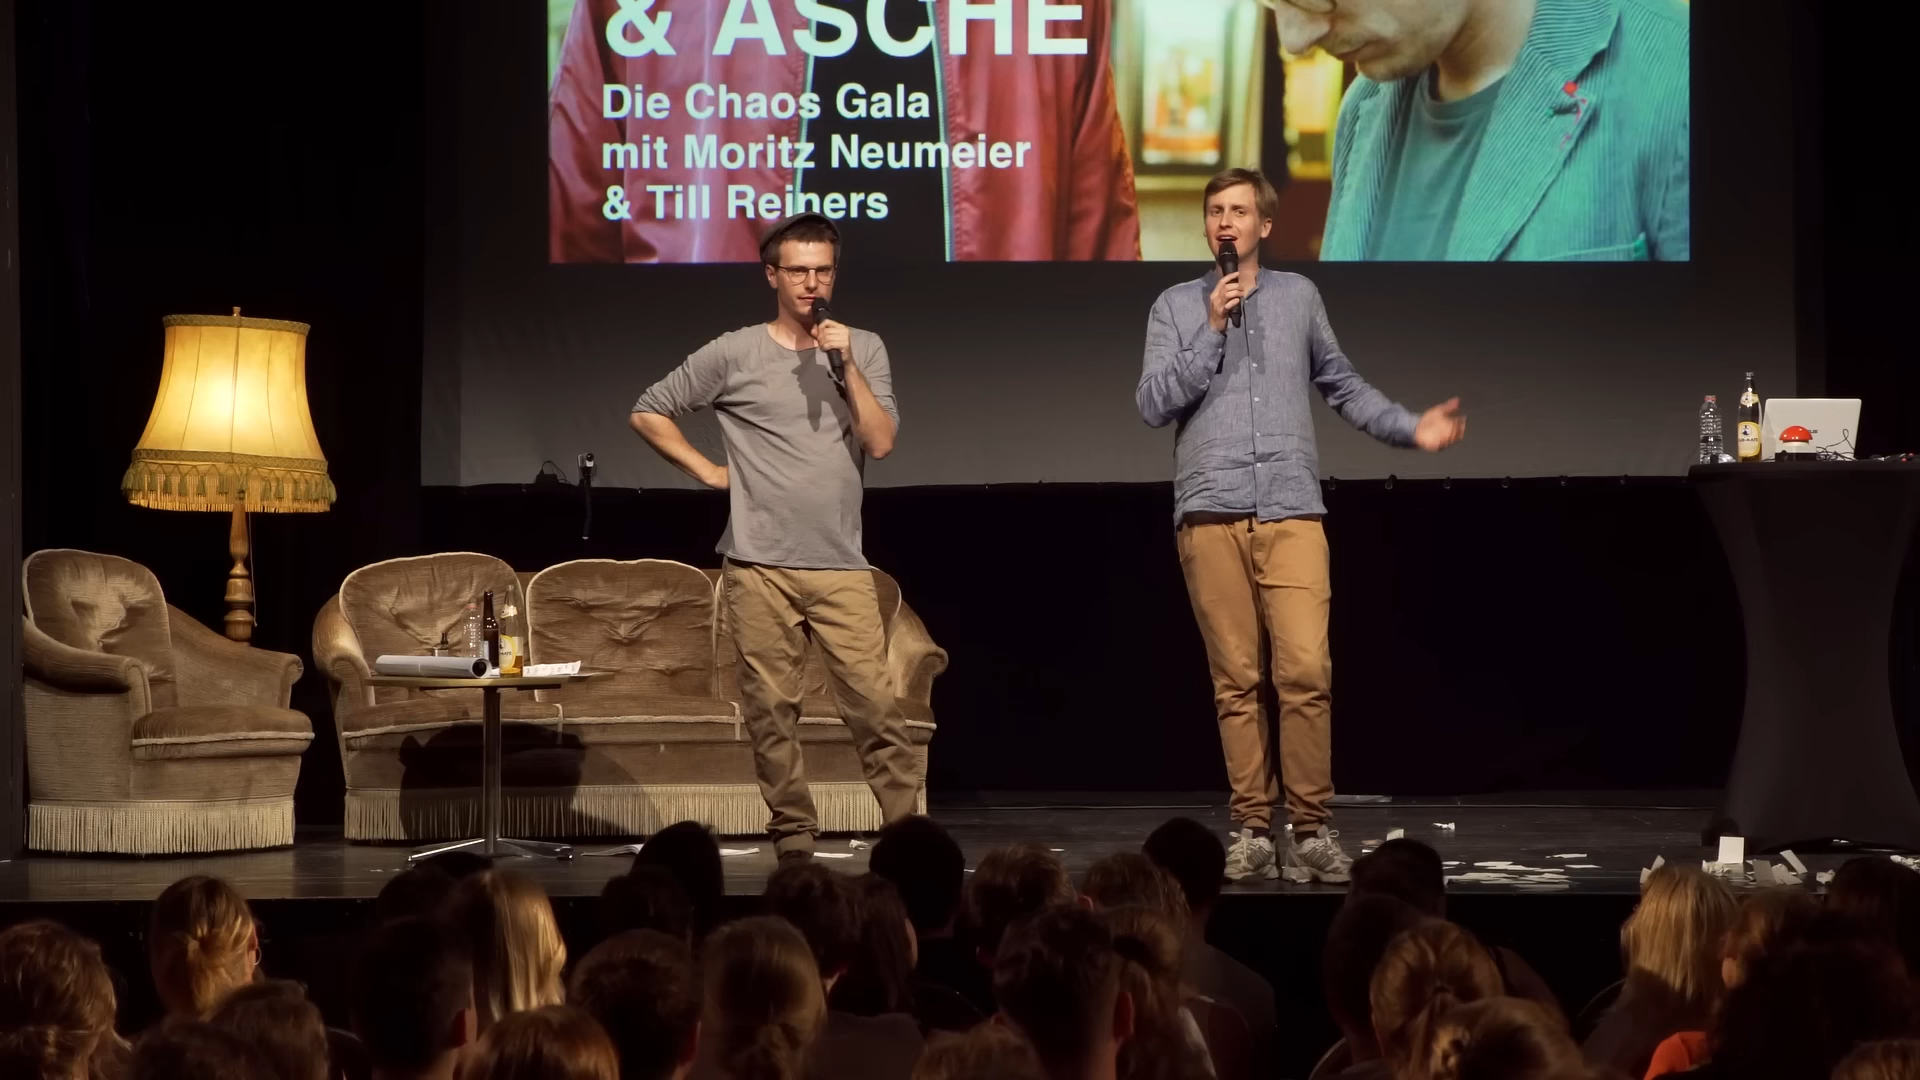 & ASCHE
Die Chaos Gala
mit Moritz Neumeier
& Till Reiners